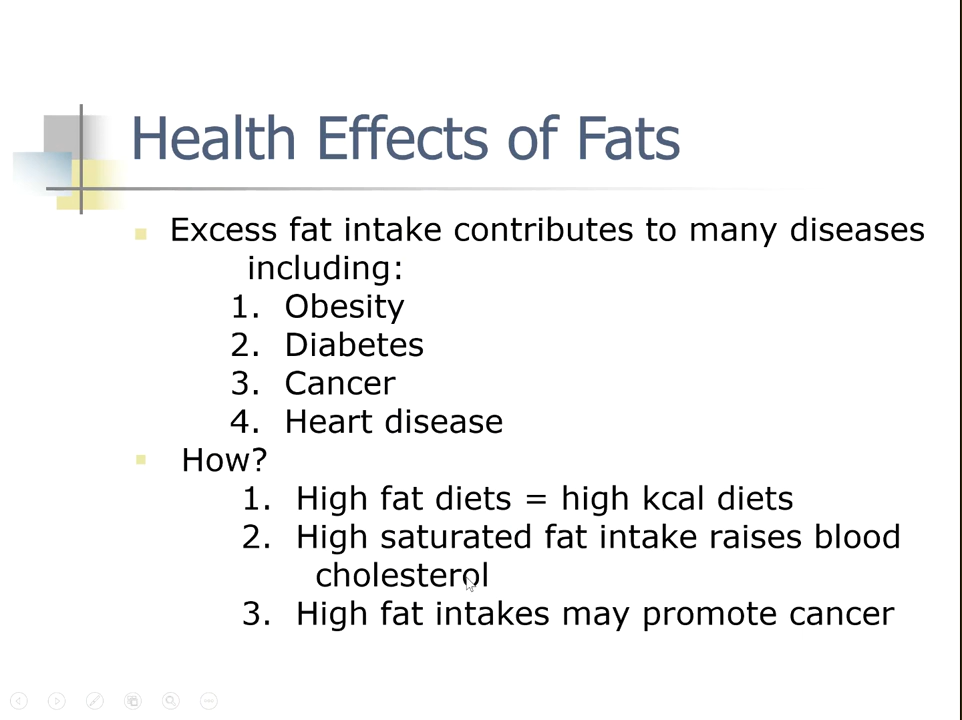 Health Effects of Fats
Excess fat intake contributes to many diseases
including:
1. Obesity
2. Diabetes
3. Cancer
4. Heart disease
How?
1. High fat diets = high kcal diets
2. High saturated fat intake raises blood
cholesterol
3. High fat intakes may promote cancer